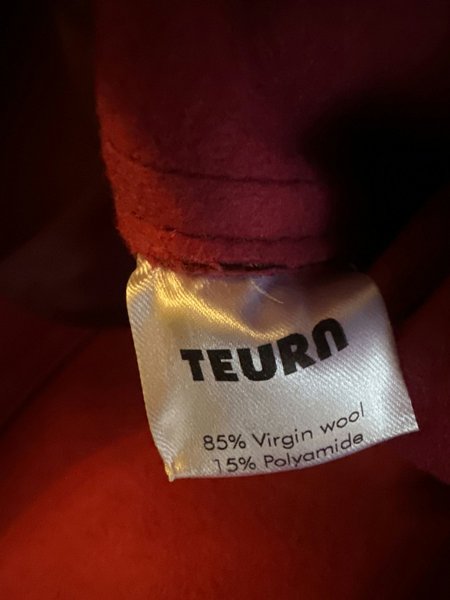 TEURN
85% Virgin wool
15% Polyamide